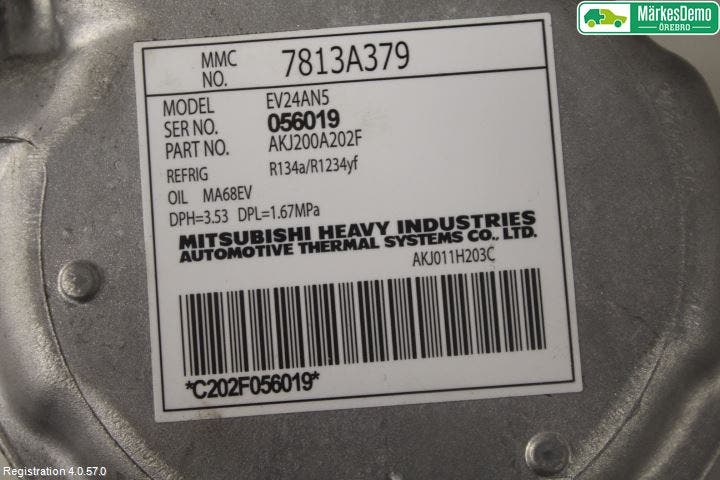 MärkesDemo
ÖREBRO
MMC NO. 7813A379
MODEL EV24AN5
SER NO. 056019
PART NO. AKJ200A202F
REFRIG R134a/R1234yf
OIL MA68EV
DPH=3.53 DPL=1.67MPa
MITSUBISHI HEAVY INDUSTRIES
AUTOMOTIVE THERMAL SYSTEMS CO., LTD.
AKJ011H203C
*C202F056019*
Registration 4.0.57.0